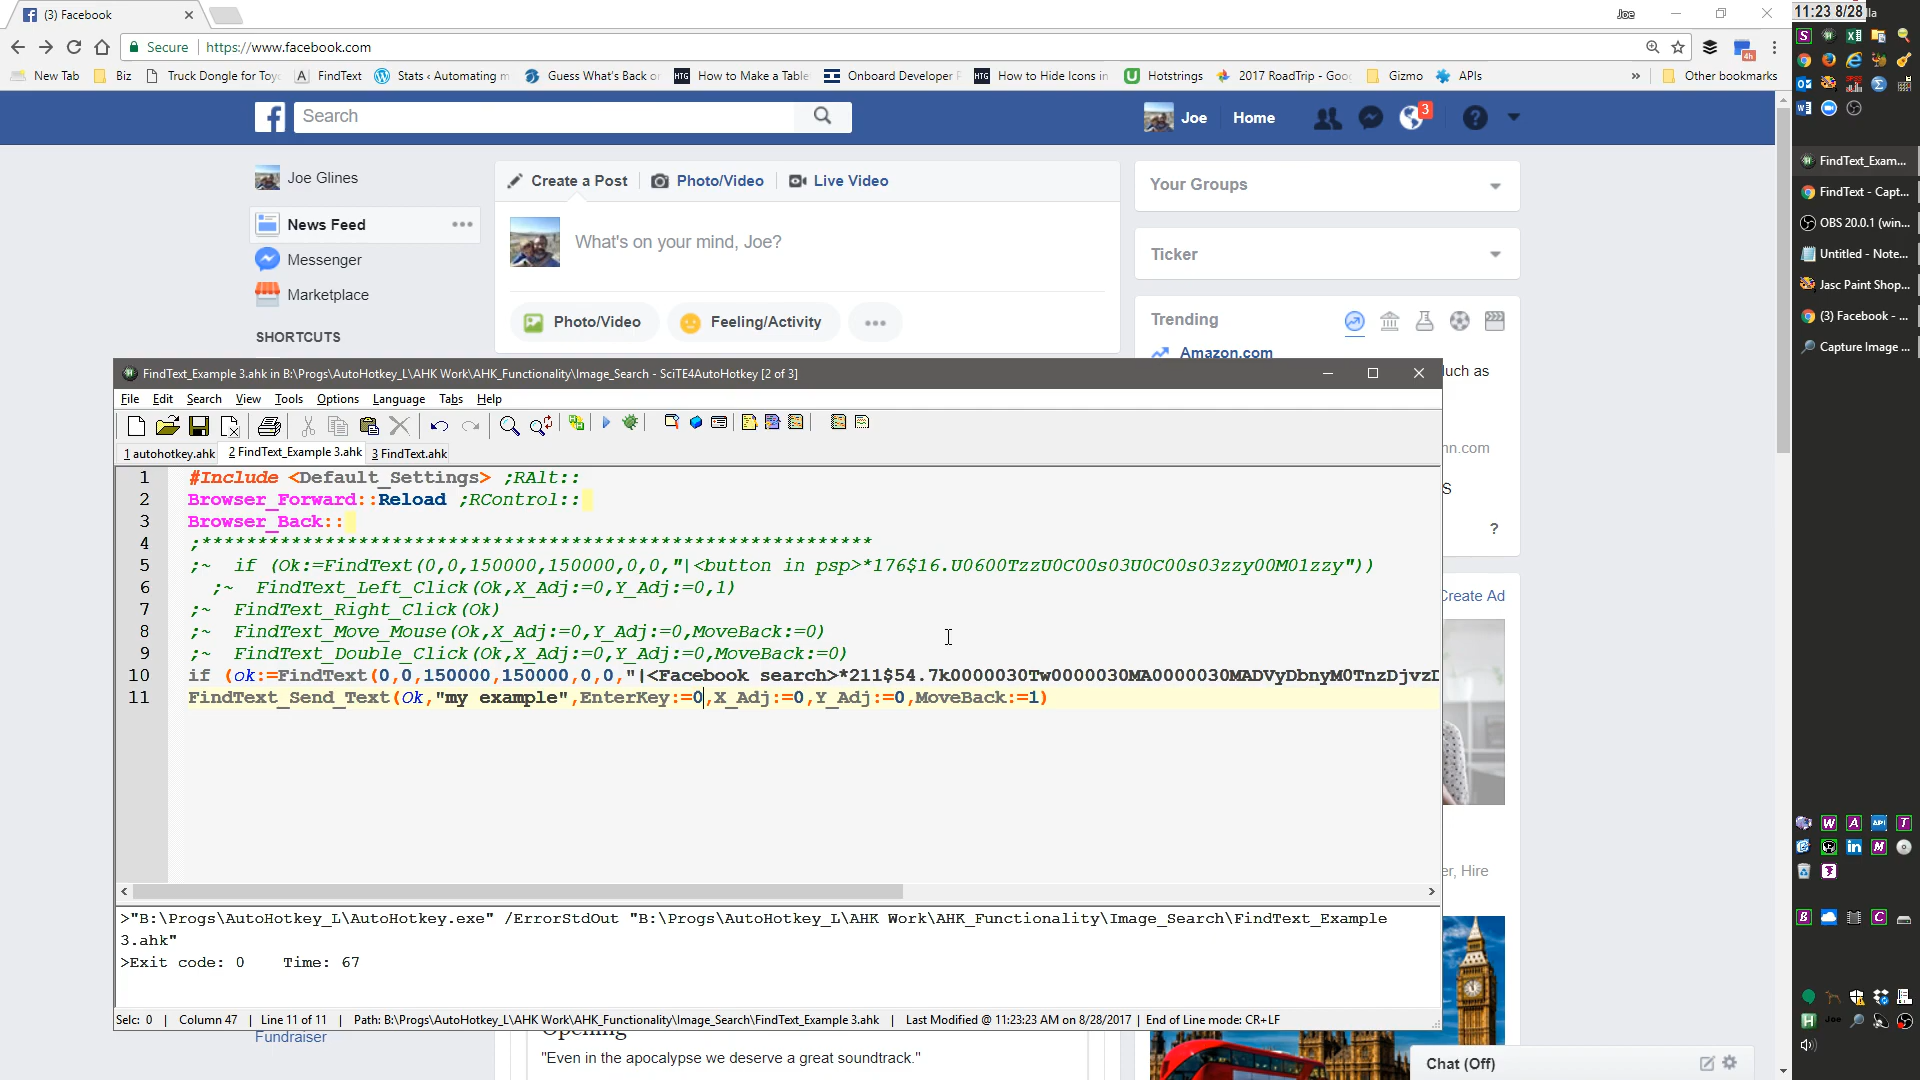 (3) Facebook
Joe
11:23 8/28
Secure
https://www.facebook.com
New Tab
Biz
Truck Dongle for Toy
FindText
Stats ‹ Automating m
Guess What's Back o
How to Make a Table
Onboard Developer P
How to Hide Icons in
Hotstrings
2017 RoadTrip - Goo
Gizmo
APIs
»
Other bookmarks
4h
Search
Joe
Home
3
Joe Glines
News Feed
Messenger
Marketplace
SHORTCUTS
Create a Post
Photo/Video
Live Video
What's on your mind, Joe?
Photo/Video
Feeling/Activity
Your Groups
Ticker
Trending
Amazon.com
FindText_Exam...
FindText - Capt...
OBS 20.0.1 (win...
Untitled - Note...
Jasc Paint Shop...
(3) Facebook - ...
Capture Image ...
FindText_Example 3.ahk in B:\Progs\AutoHotkey_L\AHK Work\AHK_Functionality\Image_Search - SciTE4AutoHotkey [2 of 3]
File Edit Search View Tools Options Language Tabs Help
1 autohotkey.ahk
2 FindText_Example 3.ahk
3 FindText.ahk
1 #Include <Default_Settings> ;RAlt::
2 Browser_Forward::Reload ;RControl::
3 Browser_Back::
4 ;************************************************************
5 ;~ if (Ok:=FindText(0,0,150000,150000,0,0,"|<button in psp>*176$16.U0600TzzU0C00s03U0C00s03zzy00M01zzy"))
6 ;~ FindText_Left_Click(Ok,X_Adj:=0,Y_Adj:=0,1)
7 ;~ FindText_Right_Click(Ok)
8 ;~ FindText_Move_Mouse(Ok,X_Adj:=0,Y_Adj:=0,MoveBack:=0)
9 ;~ FindText_Double_Click(Ok,X_Adj:=0,Y_Adj:=0,MoveBack:=0)
10 if (ok:=FindText(0,0,150000,150000,0,0,"|<Facebook search>*211$54.7k0000030Tw0000030MA0000030MADVyDbnyM0TnzDjvzD
11 FindText_Send_Text(Ok,"my example",EnterKey:=0,X_Adj:=0,Y_Adj:=0,MoveBack:=1)
uch as
nn.com
S
?
Create Ad
er, Hire
>"B:\Progs\AutoHotkey_L\AutoHotkey.exe" /ErrorStdOut "B:\Progs\AutoHotkey_L\AHK Work\AHK_Functionality\Image_Search\FindText_Example
3.ahk"
>Exit code: 0 Time: 67
Selc: 0 | Column 47 | Line 11 of 11 | Path: B:\Progs\AutoHotkey_L\AHK Work\AHK_Functionality\Image_Search\FindText_Example 3.ahk | Last Modified @ 11:23:23 AM on 8/28/2017 | End of Line mode: CR+LF
Opening
Fundraiser
"Even in the apocalypse we deserve a great soundtrack."
Chat (Off)